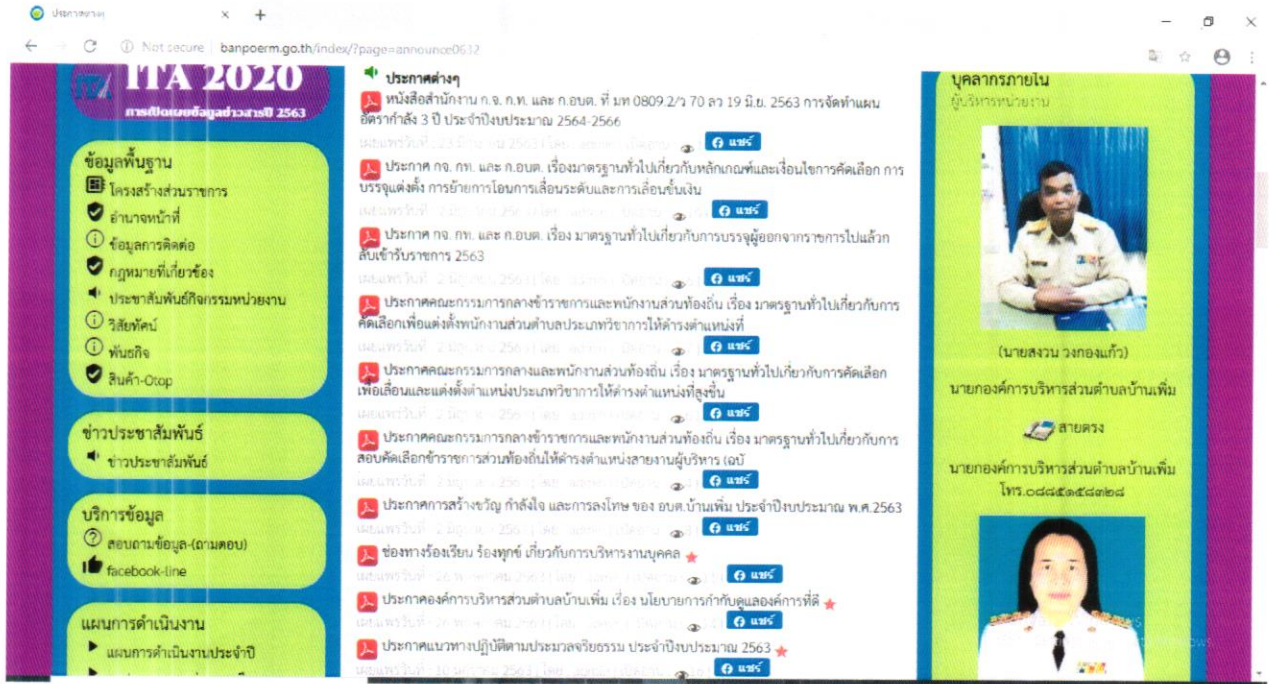 ประกาศต่างๆ
Not secure banpoerm.go.th/index/?page=announce0632
ITA 2020
การเปิดเผยข้อมูลข่าวสารปี 2563
ข้อมูลพื้นฐาน
โครงสร้างส่วนราชการ
อำนาจหน้าที่
ข้อมูลการติดต่อ
กฎหมายที่เกี่ยวข้อง
ประชาสัมพันธ์กิจกรรมหน่วยงาน
วิสัยทัศน์
พันธกิจ
สินค้า-Otop
ข่าวประชาสัมพันธ์
ข่าวประชาสัมพันธ์
บริการข้อมูล
สอบถามข้อมูล-(ถามตอบ)
facebook-line
แผนการดำเนินงาน
แผนการดำเนินงานประจำปี
ประกาศต่างๆ
หนังสือสำนักงาน ก.จ. ก.ท. และ ก.อบต. ที่ มท 0809.2/ว 70 ลว 19 มิ.ย. 2563 การจัดทำแผน
อัตรากำลัง 3 ปี ประจำปีงบประมาณ 2564-2566
แชร์
ประกาศ กจ. กท. และ ก.อบต. เรื่องมาตรฐานทั่วไปเกี่ยวกับหลักเกณฑ์และเงื่อนไขการคัดเลือก การ
บรรจุแต่งตั้ง การย้ายการโอนการเลื่อนระดับและการเลื่อนขั้นเงิน
แชร์
ประกาศ กจ. กท. และ ก.อบต. เรื่อง มาตรฐานทั่วไปเกี่ยวกับการบรรจุผู้ออกจากราชการไปแล้วก
ลับเข้ารับราชการ 2563
แชร์
ประกาศคณะกรรมการกลางข้าราชการและพนักงานส่วนท้องถิ่น เรื่อง มาตรฐานทั่วไปเกี่ยวกับการ
คัดเลือกเพื่อแต่งตั้งพนักงานส่วนตำบลประเภทวิชาการให้ดำรงตำแหน่งที่
แชร์
ประกาศคณะกรรมการกลางและพนักงานส่วนท้องถิ่น เรื่อง มาตรฐานทั่วไปเกี่ยวกับการคัดเลือก
เพื่อเลื่อนและแต่งตั้งตำแหน่งประเภทวิชาการให้ดำรงตำแหน่งที่สูงขึ้น
แชร์
ประกาศคณะกรรมการกลางข้าราชการและพนักงานส่วนท้องถิ่น เรื่อง มาตรฐานทั่วไปเกี่ยวกับการ
สอบคัดเลือกข้าราชการส่วนท้องถิ่นให้ดำรงตำแหน่งสายงานผู้บริหาร (ฉบั
แชร์
ประกาศการสร้างขวัญ กำลังใจ และการลงโทษ ของ อบต.บ้านเพิ่ม ประจำปีงบประมาณ พ.ศ.2563
แชร์
ช่องทางร้องเรียน ร้องทุกข์ เกี่ยวกับการบริหารงานบุคคล
แชร์
ประกาศองค์การบริหารส่วนตำบลบ้านเพิ่ม เรื่อง นโยบายการกำกับดูแลองค์การที่ดี
แชร์
ประกาศแนวทางปฏิบัติตามประมวลจริยธรรม ประจำปีงบประมาณ 2563
แชร์
บุคลากรภายใน
ผู้บริหารหน่วยงาน
(นายสงวน วงกองแก้ว)
นายกองค์การบริหารส่วนตำบลบ้านเพิ่ม
สายตรง
นายกองค์การบริหารส่วนตำบลบ้านเพิ่ม
โทร.๐๘๘๕๑๕๘๓๒๘